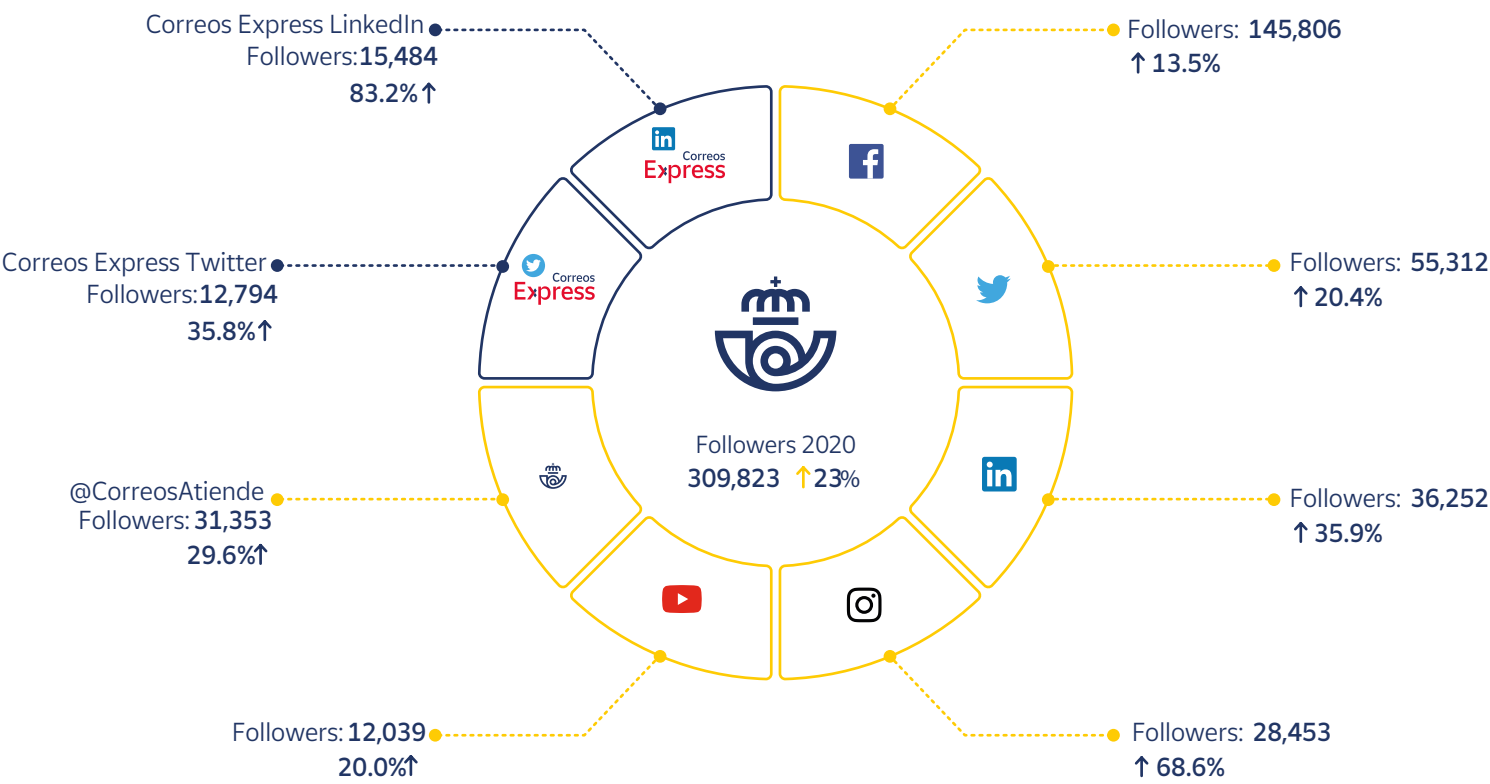 Correos Express LinkedIn
Followers:15,484
83.2%↑
Followers: 145,806
↑ 13.5%
in
Correos
Express
f
Correos Express Twitter
Followers:12,794
35.8%↑
Correos
Express
Followers: 55,312
↑ 20.4%
Followers 2020
309,823 ↑23%
in
@CorreosAtiende
Followers: 31,353
29.6%↑
Followers: 36,252
↑ 35.9%
Followers: 12,039
20.0%↑
Followers: 28,453
↑ 68.6%